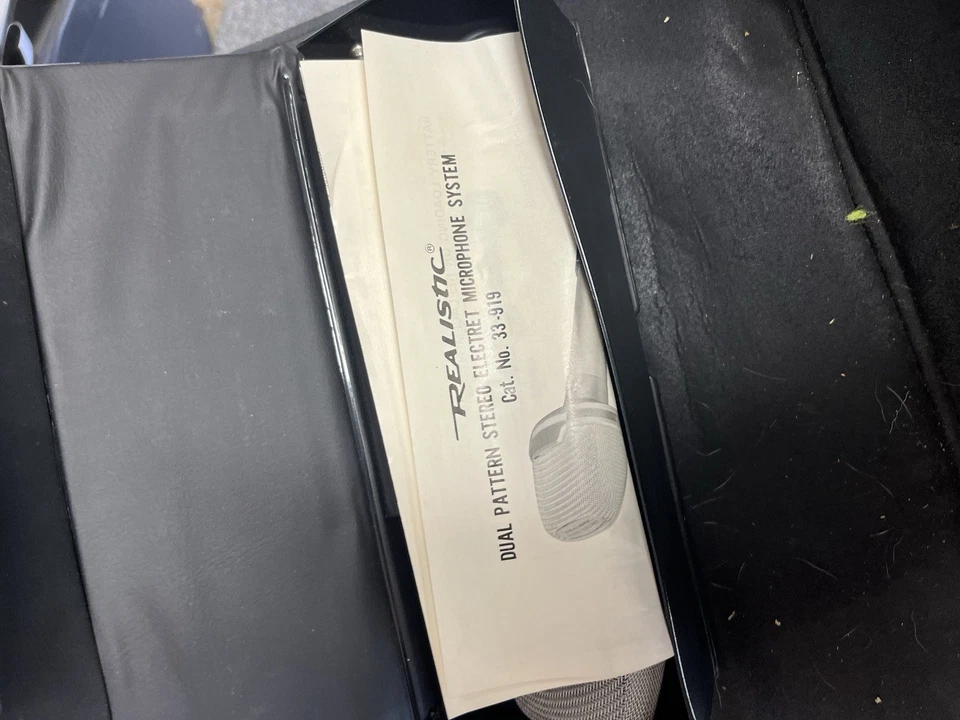 REALISTIC®
DUAL PATTERN STEREO ELECTRET MICROPHONE SYSTEM
Cat. No. 33-919